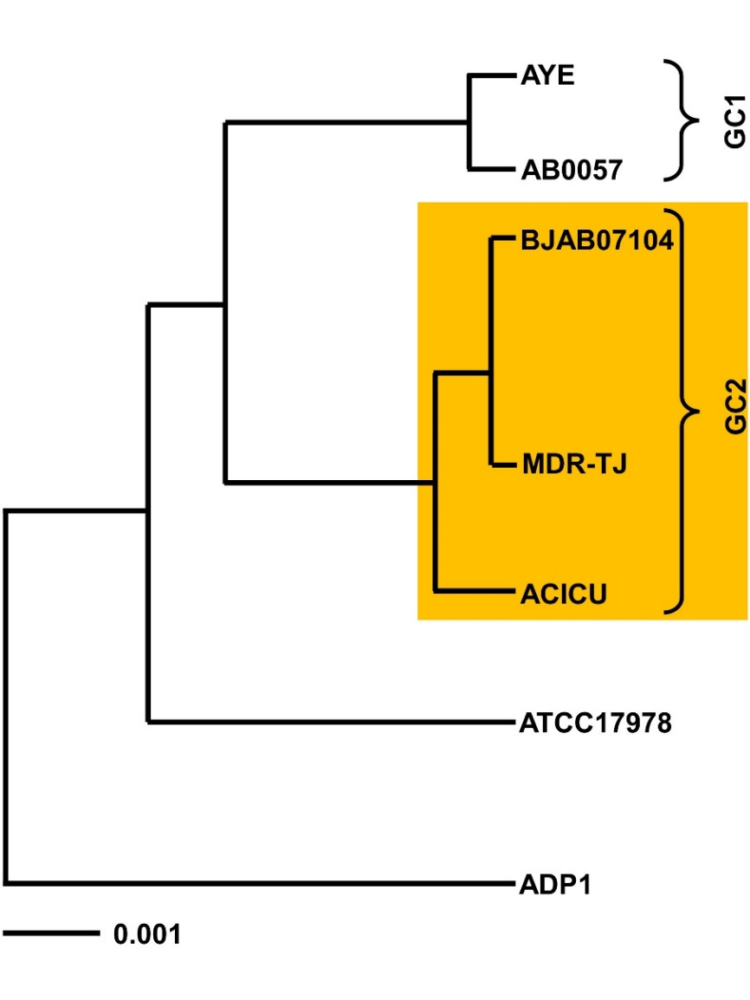 AYE
AB0057
GC1
BJAB07104
MDR-TJ
ACICU
GC2
ATCC17978
ADP1
0.001